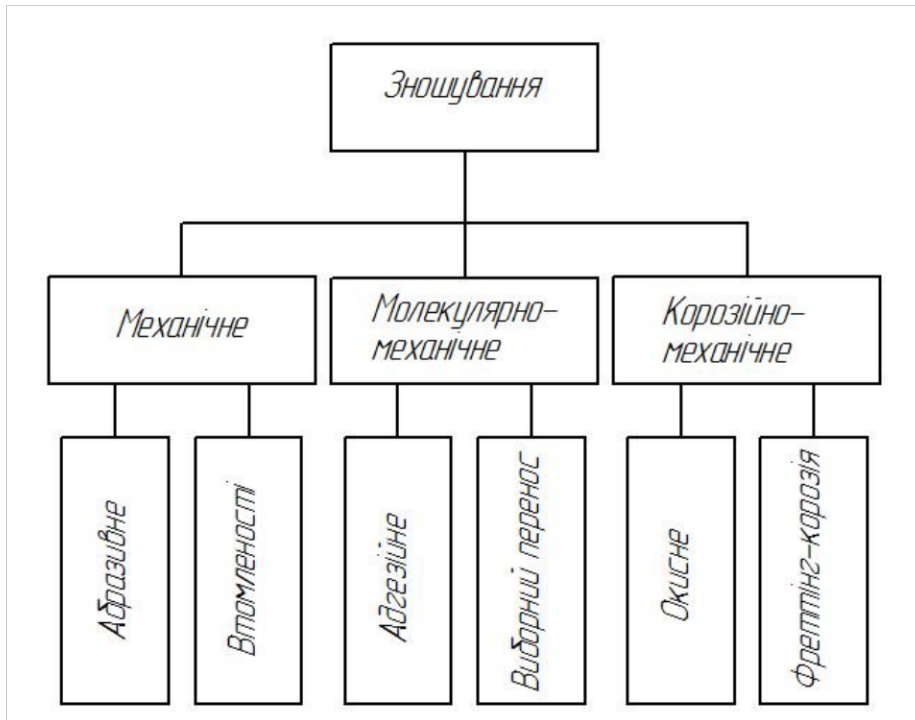 Зношування
Механічне
Молекулярно-
механічне
Корозійно-
механічне
Абразивне
Втомленості
Адгезійне
Виборний перенос
Окисне
Фреттінг-корозія